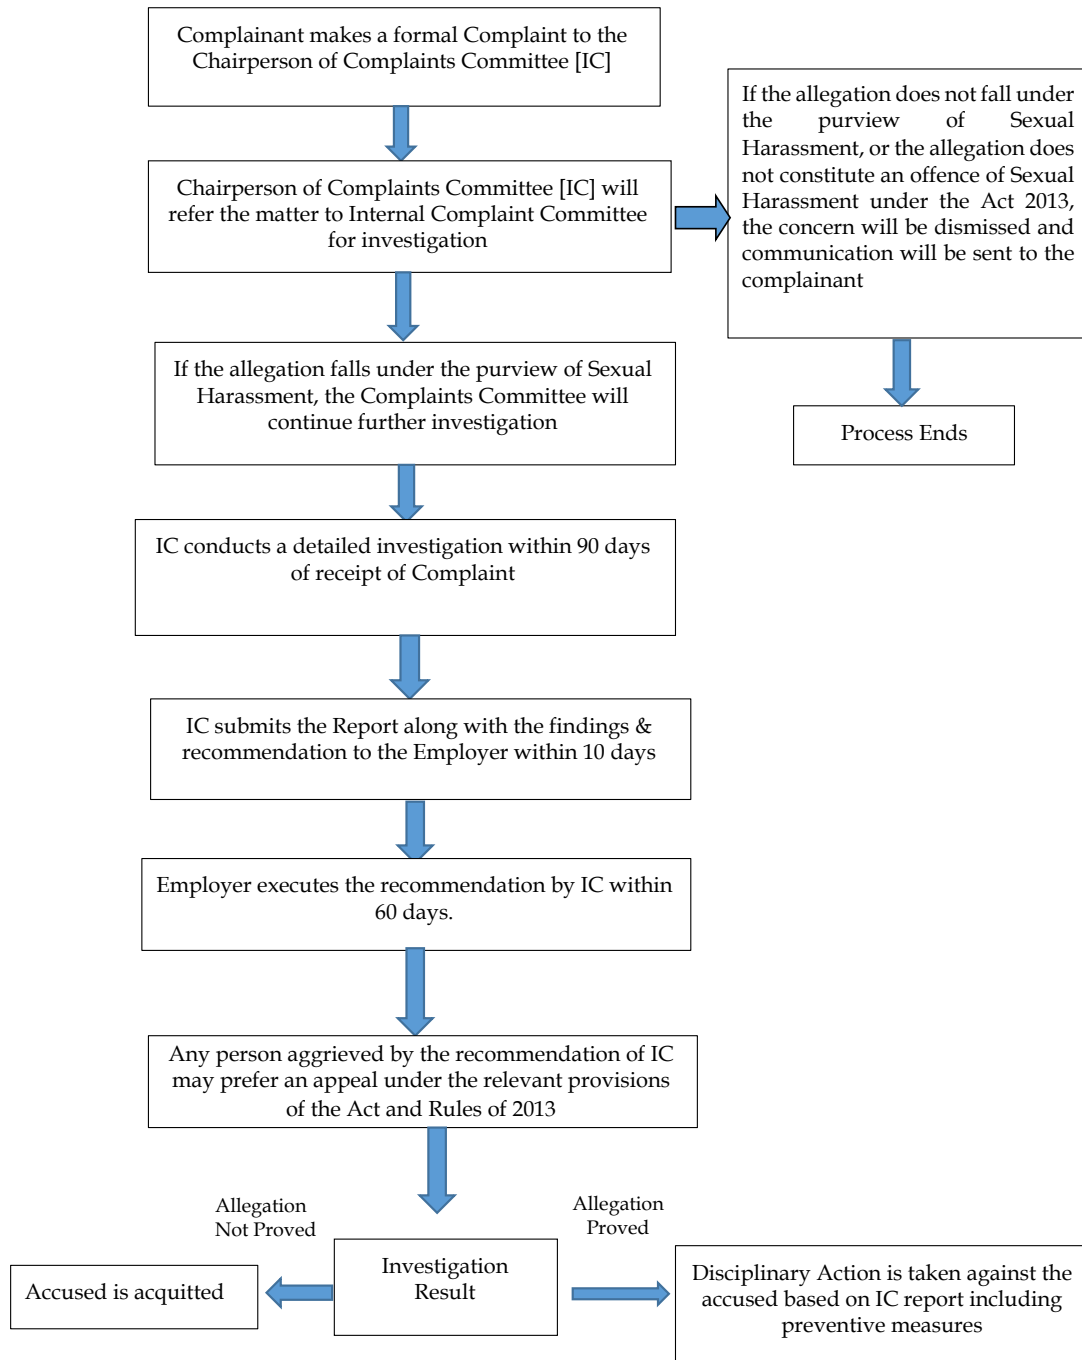 Complainant makes a formal Complaint to the
Chairperson of Complaints Committee [IC]
If the allegation does not fall under
the purview of Sexual
Harassment, or the allegation does
not constitute an offence of Sexual
Harassment under the Act 2013,
the concern will be dismissed and
communication will be sent to the
complainant
Chairperson of Complaints Committee [IC] will
refer the matter to Internal Complaint Committee
for investigation
If the allegation falls under the purview of Sexual
Harassment, the Complaints Committee will
continue further investigation
Process Ends
IC conducts a detailed investigation within 90 days
of receipt of Complaint
IC submits the Report along with the findings &
recommendation to the Employer within 10 days
Employer executes the recommendation by IC within
60 days.
Any person aggrieved by the recommendation of IC
may prefer an appeal under the relevant provisions
of the Act and Rules of 2013
Allegation
Not Proved
Allegation
Proved
Investigation
Result
Accused is acquitted
Disciplinary Action is taken against the
accused based on IC report including
preventive measures